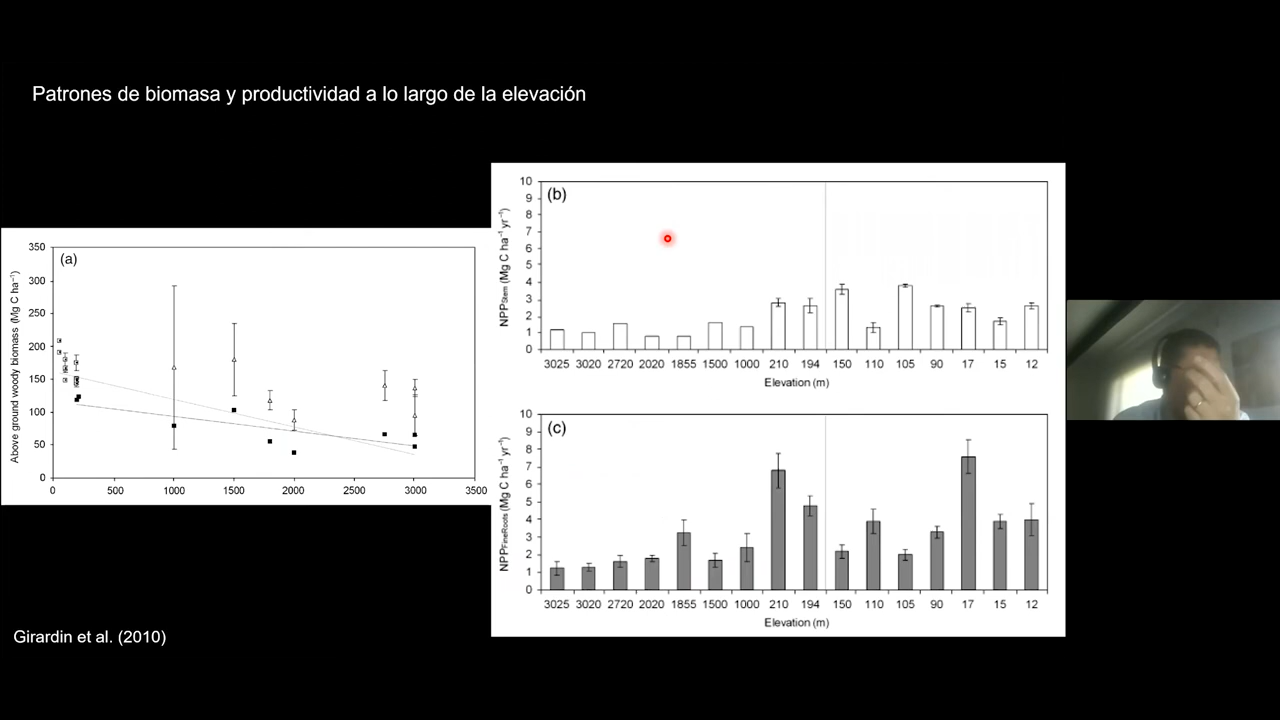 Patrones de biomasa y productividad a lo largo de la elevación
(a)
Above ground woody biomass (Mg C ha⁻¹)
350
300
250
200
150
100
50
0
0 500 1000 1500 2000 2500 3000 3500
(b)
NPPStem (Mg C ha⁻¹ yr⁻¹)
10
9
8
7
6
5
4
3
2
1
0
3025 3020 2720 2020 1855 1500 1000 210 194 150 110 105 90 17 15 12
Elevation (m)
(c)
NPPFineRoots (Mg C ha⁻¹ yr⁻¹)
10
9
8
7
6
5
4
3
2
1
0
3025 3020 2720 2020 1855 1500 1000 210 194 150 110 105 90 17 15 12
Elevation (m)
Girardin et al. (2010)